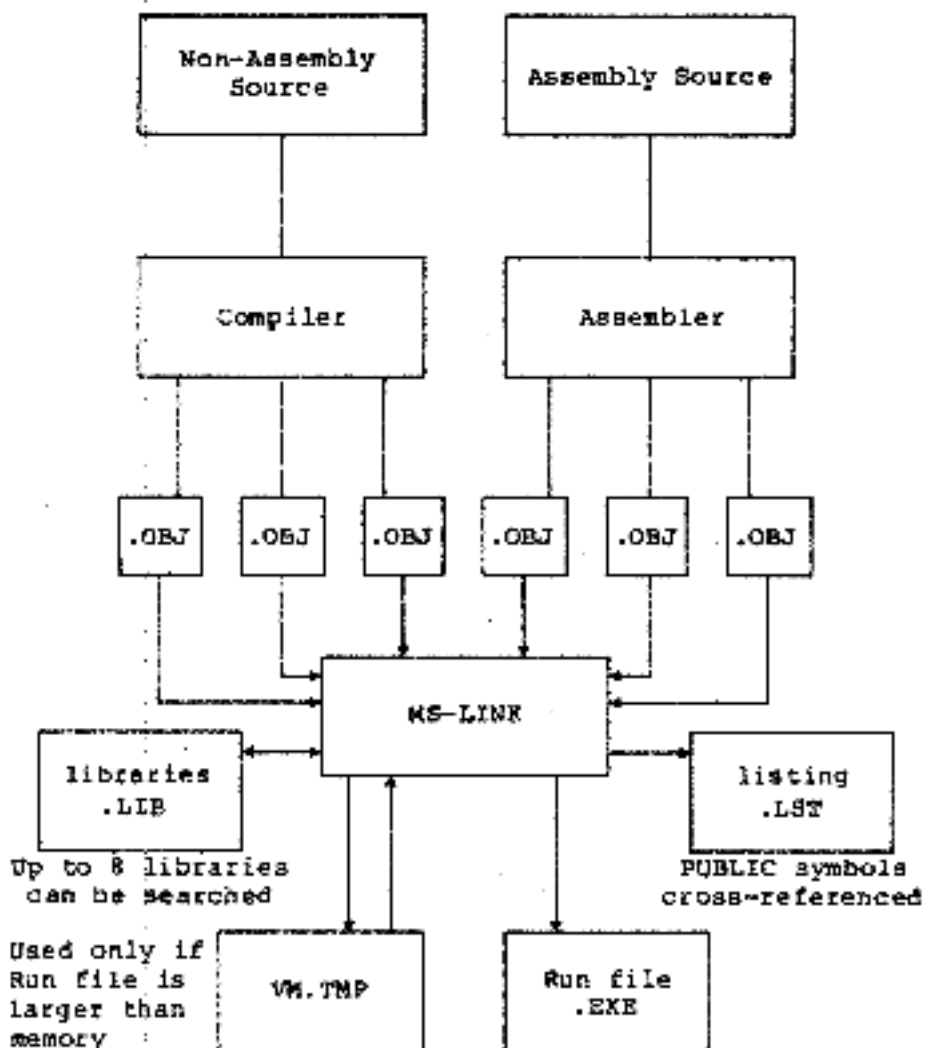 Non-Assembly
Source
Assembly Source
Compiler
Assembler
.OBJ
.OBJ
.OBJ
.OBJ
.OBJ
.OBJ
MS-LINK
libraries
.LIB
listing
.LST
Up to 8 libraries
can be searched
PUBLIC symbols
cross-referenced
Used only if
Run file is
larger than
memory
VM.TMP
Run file
.EXE